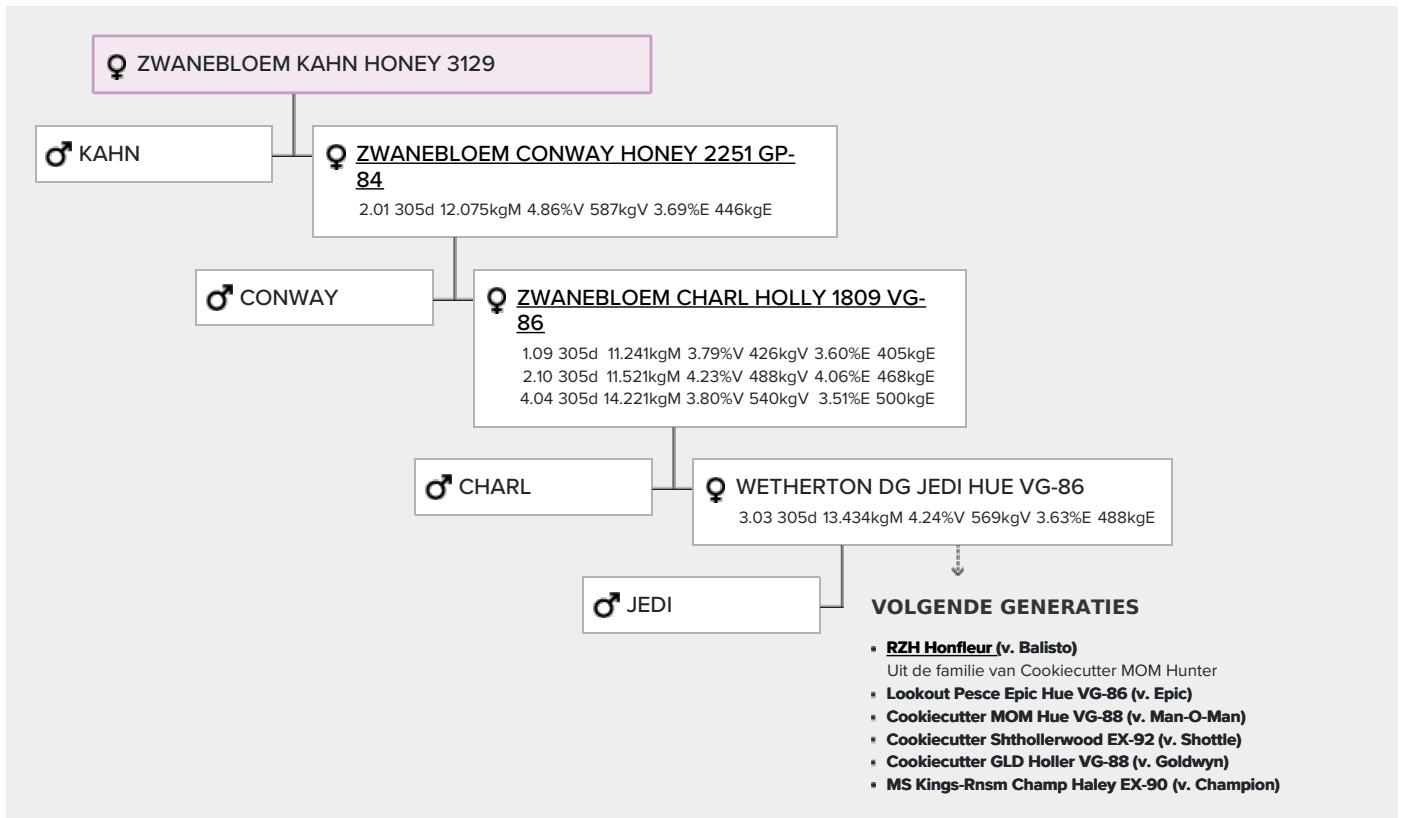 ZWANEBLOEM KAHN HONEY 3129
KAHN
ZWANEBLOEM CONWAY HONEY 2251 GP-
84
2.01 305d 12.075kgM 4.86%V 587kgV 3.69%E 446kgE
CONWAY
ZWANEBLOEM CHARL HOLLY 1809 VG-
86
1.09 305d 11.241kgM 3.79%V 426kgV 3.60%E 405kgE
2.10 305d 11.521kgM 4.23%V 488kgV 4.06%E 468kgE
4.04 305d 14.221kgM 3.80%V 540kgV 3.51%E 500kgE
CHARL
WETHERTON DG JEDI HUE VG-86
3.03 305d 13.434kgM 4.24%V 569kgV 3.63%E 488kgE
JEDI
VOLGENDE GENERATIES
RZH Honfleur (v. Balisto)
Uit de familie van Cookiecutter MOM Hunter
Lookout Pesce Epic Hue VG-86 (v. Epic)
Cookiecutter MOM Hue VG-88 (v. Man-O-Man)
Cookiecutter Shthollerwood EX-92 (v. Shottle)
Cookiecutter GLD Holler VG-88 (v. Goldwyn)
MS Kings-Rnsm Champ Haley EX-90 (v. Champion)